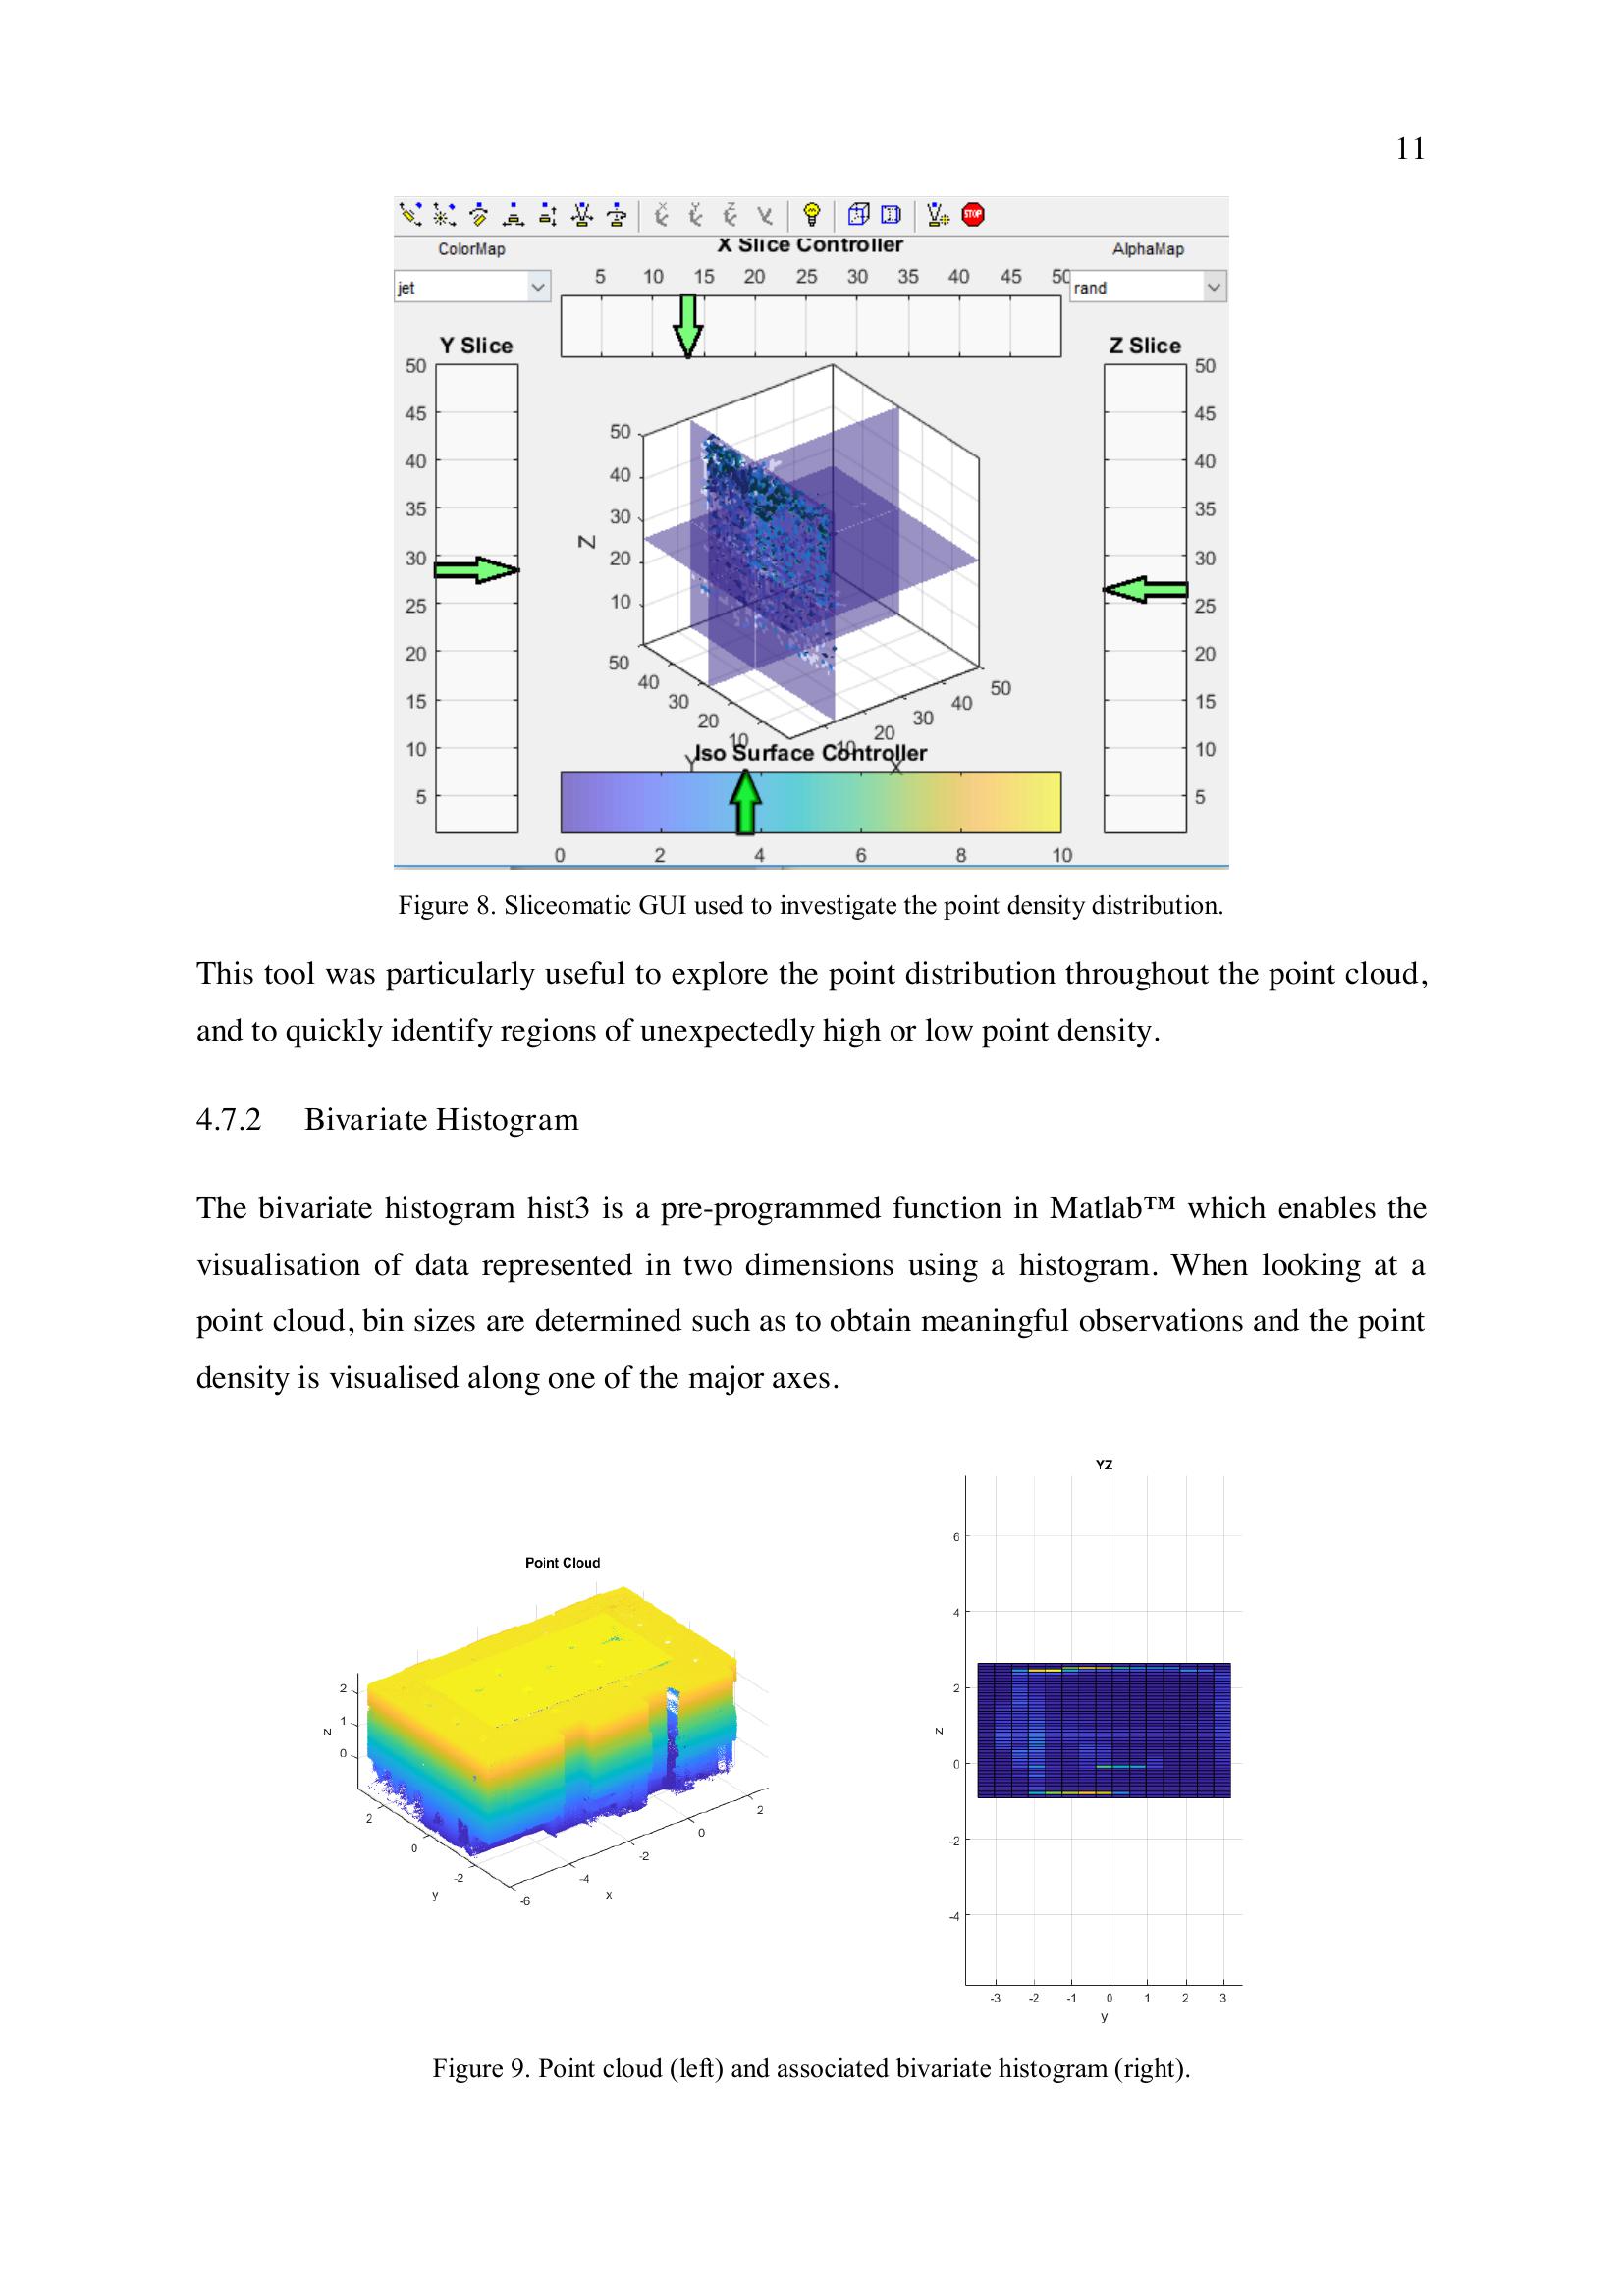 11
STOP
ColorMap
X Slice Controller
AlphaMap
jet
5 10 15 20 25 30 35 40 45 50
rand
Y Slice
Z Slice
50
45
40
35
30
25
20
15
10
5
50
40
30
20
10
Z
50
40
30
20
10
Y
10
20
30
40
50
X
50
45
40
35
30
25
20
15
10
5
Iso Surface Controller
0 2 4 6 8 10
Figure 8. Sliceomatic GUI used to investigate the point density distribution.
This tool was particularly useful to explore the point distribution throughout the point cloud,
and to quickly identify regions of unexpectedly high or low point density.
4.7.2 Bivariate Histogram
The bivariate histogram hist3 is a pre-programmed function in Matlab™ which enables the
visualisation of data represented in two dimensions using a histogram. When looking at a
point cloud, bin sizes are determined such as to obtain meaningful observations and the point
density is visualised along one of the major axes.
Point Cloud
2
1
0
z
2
0
-2
y
-6
-4
-2
0
2
x
YZ
6
4
2
0
-2
-4
z
-3 -2 -1 0 1 2 3
y
Figure 9. Point cloud (left) and associated bivariate histogram (right).